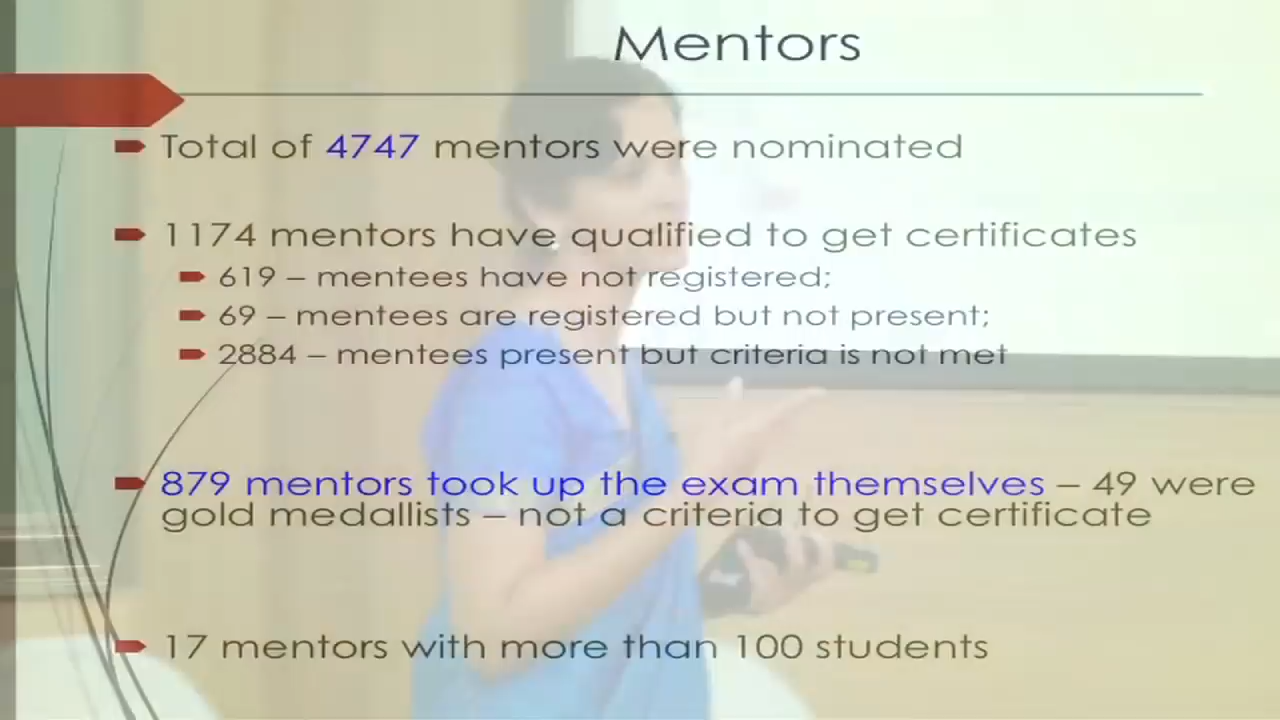 Mentors
Total of 4747 mentors were nominated
1174 mentors have qualified to get certificates
619 – mentees have not registered;
69 – mentees are registered but not present;
2884 – mentees present but criteria is not met
879 mentors took up the exam themselves – 49 were
gold medallists – not a criteria to get certificate
17 mentors with more than 100 students